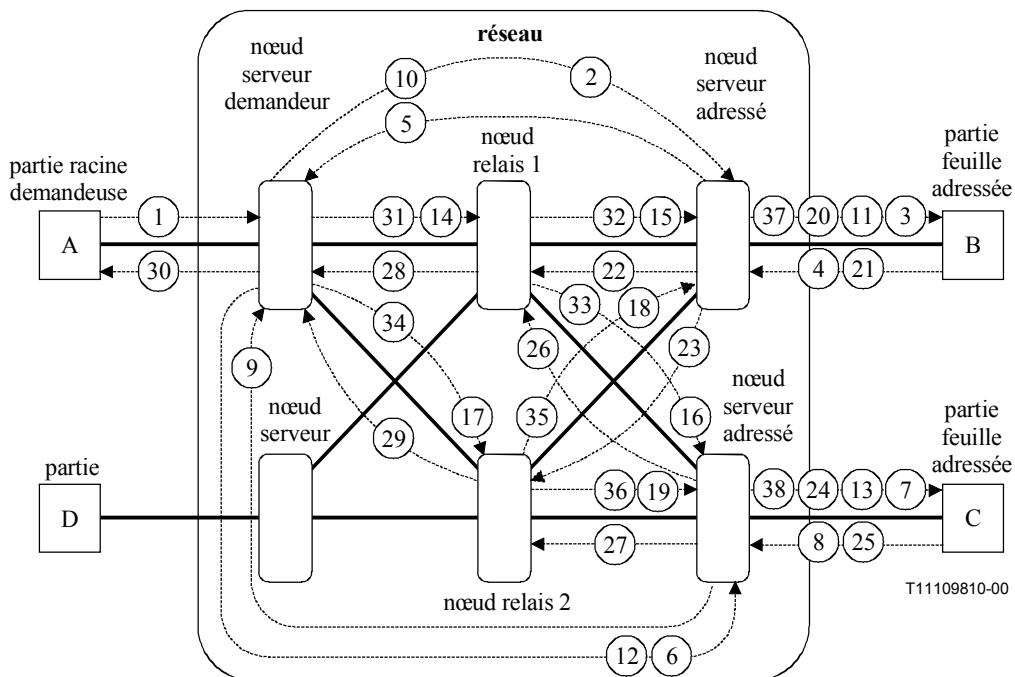 réseau
nœud
serveur
demandeur
10
2
nœud
serveur
adressé
5
nœud
relais 1
partie racine
demandeuse
partie
feuille
adressée
1
31
14
32
15
37
20
11
3
A
B
30
28
22
4
21
34
33
18
9
26
23
nœud
serveur
29
17
35
16
nœud
serveur
adressé
partie
feuille
adressée
partie
36
19
38
24
13
7
D
C
27
8
25
nœud relais 2
T11109810-00
12
6